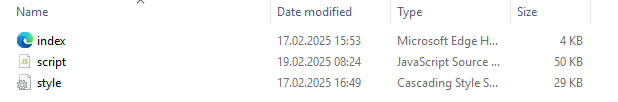 Name Date modified Type Size
index 17.02.2025 15:53 Microsoft Edge H... 4 KB
script 19.02.2025 08:24 JavaScript Source ... 50 KB
style 17.02.2025 16:49 Cascading Style S... 29 KB